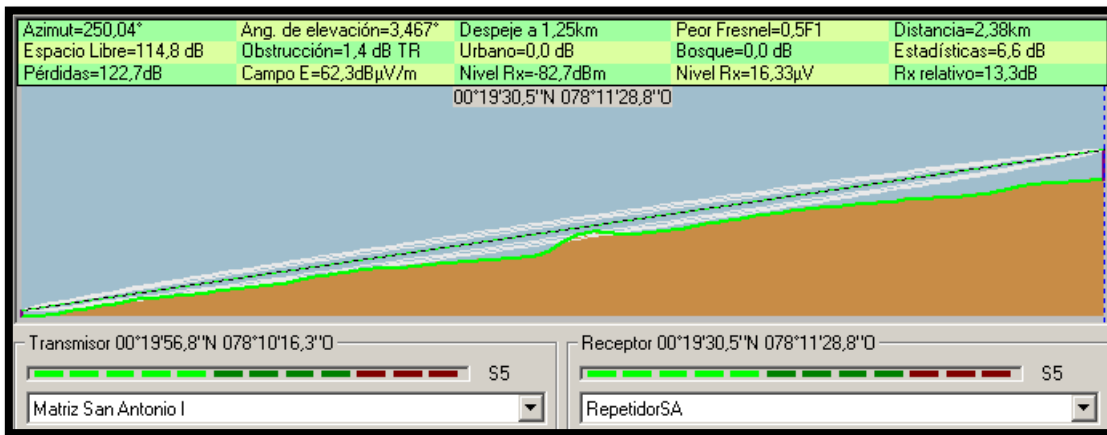 Azimut=250,04° Ang. de elevación=3,467° Despeje a 1,25km Peor Fresnel=0,5F1 Distancia=2,38km
Espacio Libre=114,8 dB Obstrucción=1,4 dB TR Urbano=0,0 dB Bosque=0,0 dB Estadísticas=6,6 dB
Pérdidas=122,7dB Campo E=62,3dBµV/m Nivel Rx=-82,7dBm Nivel Rx=16,33µV Rx relativo=13,3dB
00°19'30,5"N 078°11'28,8"O
Transmisor 00°19'56,8"N 078°10'16,3"O
S5
Matriz San Antonio I
Receptor 00°19'30,5"N 078°11'28,8"O
S5
RepetidorSA